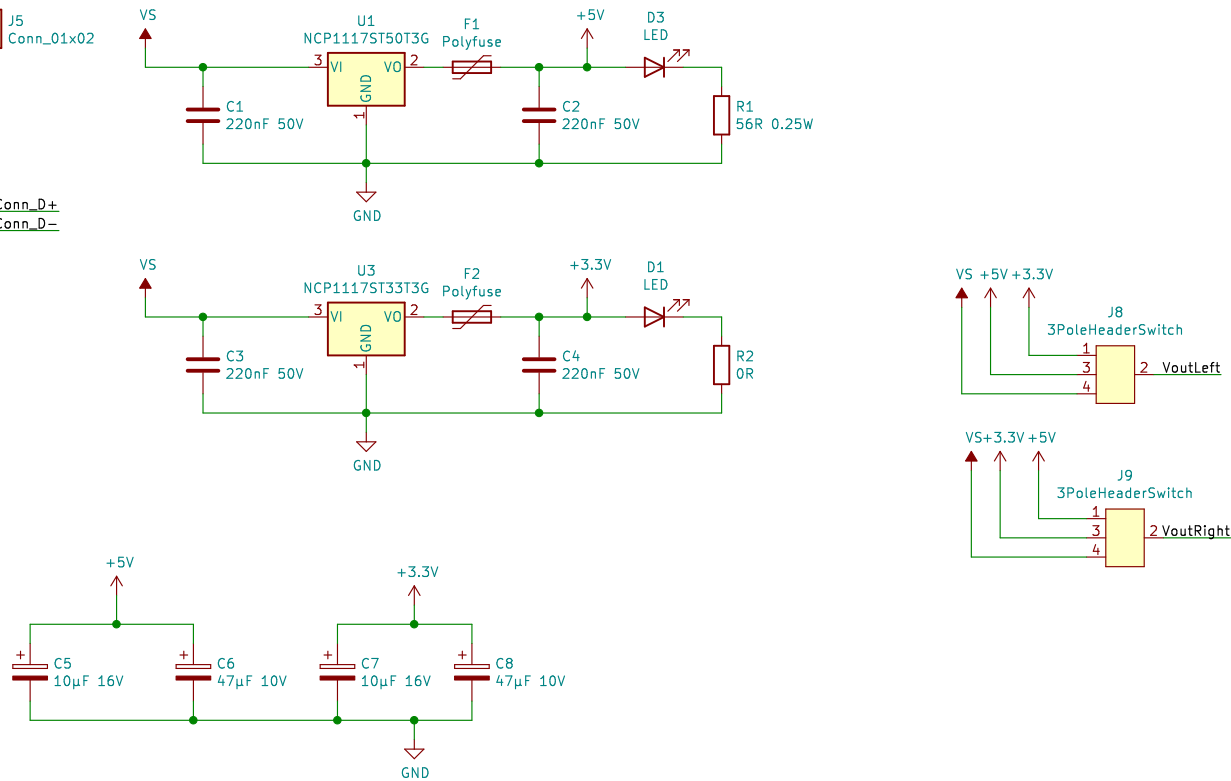 J5
Conn_01x02
VS
U1
NCP1117ST50T3G
F1
Polyfuse
+5V
D3
LED
3 VI
VO 2
GND
1
C1
220nF 50V
C2
220nF 50V
R1
56R 0.25W
GND
Conn_D+
Conn_D-
VS
U3
NCP1117ST33T3G
F2
Polyfuse
+3.3V
D1
LED
3 VI
VO 2
GND
1
C3
220nF 50V
C4
220nF 50V
R2
0R
GND
VS +5V +3.3V
J8
3PoleHeaderSwitch
1
3
4
2 VoutLeft
VS +3.3V +5V
J9
3PoleHeaderSwitch
1
3
4
2 VoutRight
+5V
+3.3V
+
C5
10µF 16V
+
C6
47µF 10V
+
C7
10µF 16V
+
C8
47µF 10V
GND